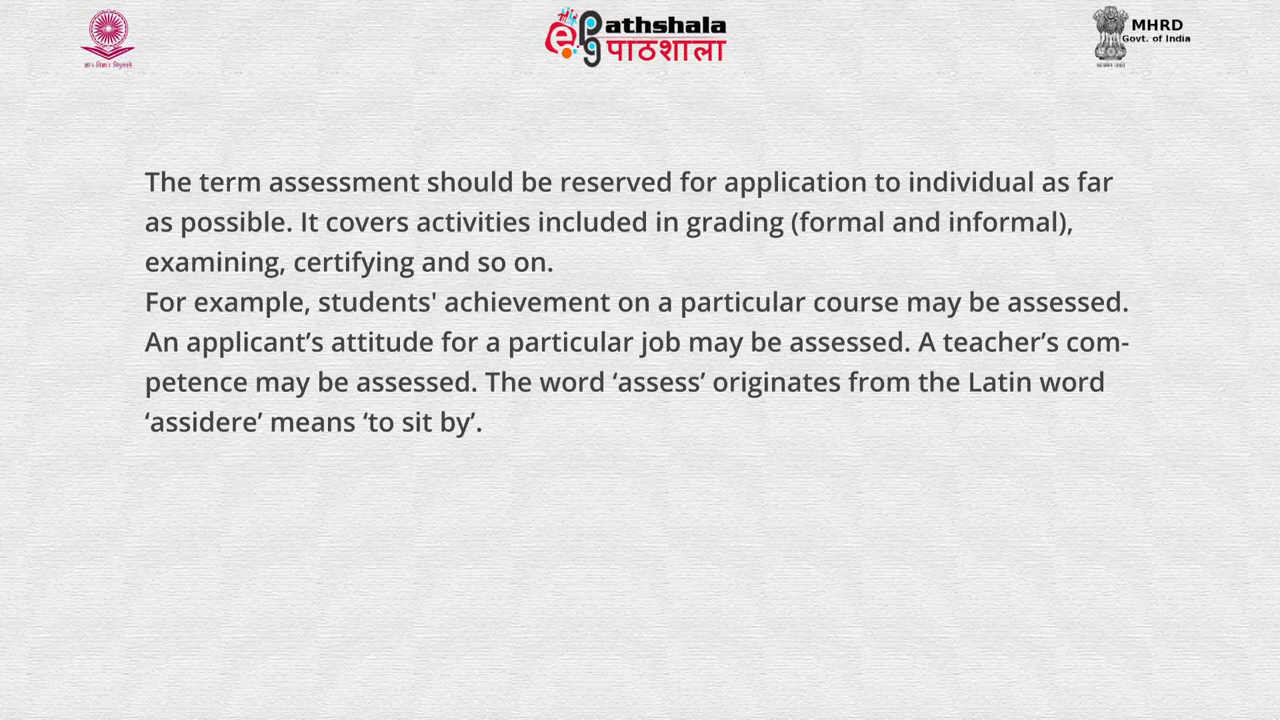 athshala
पाठशाला
MHRD
Govt. of India
The term assessment should be reserved for application to individual as far
as possible. It covers activities included in grading (formal and informal),
examining, certifying and so on.
For example, students' achievement on a particular course may be assessed.
An applicant’s attitude for a particular job may be assessed. A teacher’s com-
petence may be assessed. The word ‘assess’ originates from the Latin word
‘assidere’ means ‘to sit by’.